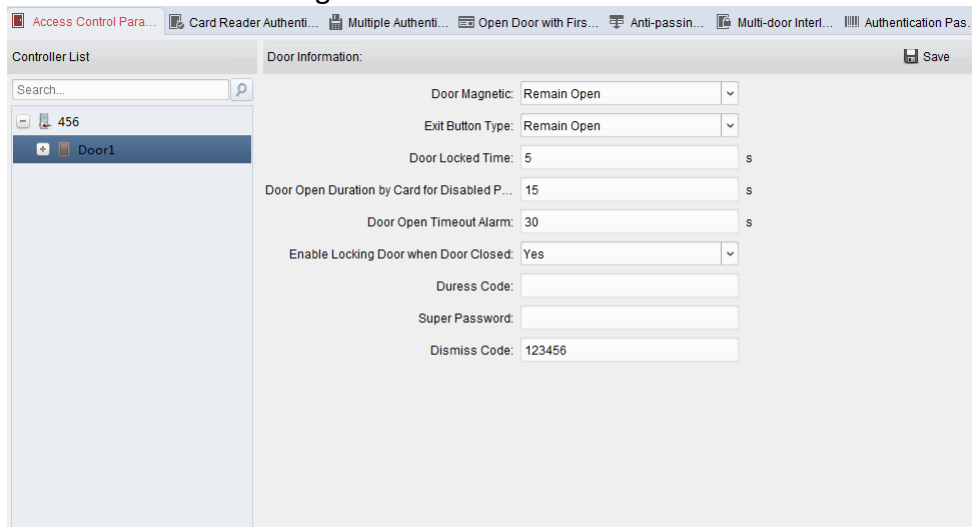 Access Control Para... Card Reader Authenti... Multiple Authenti... Open Door with Firs... Anti-passin... Multi-door Interl... Authentication Pas...
Controller List Door Information: Save
Search...
456
Door1
Door Magnetic: Remain Open
Exit Button Type: Remain Open
Door Locked Time: 5 s
Door Open Duration by Card for Disabled P... 15 s
Door Open Timeout Alarm: 30 s
Enable Locking Door when Door Closed: Yes
Duress Code:
Super Password:
Dismiss Code: 123456